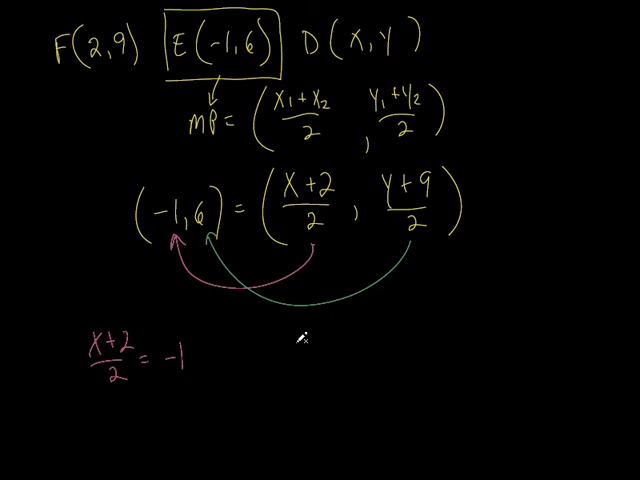 F(2,9) E(-1,6) D(X,Y)
MP = (X₁+X₂/2, Y₁+Y₂/2)
(-1,6) = (X+2/2, Y+9/2)
X+2/2 = -1